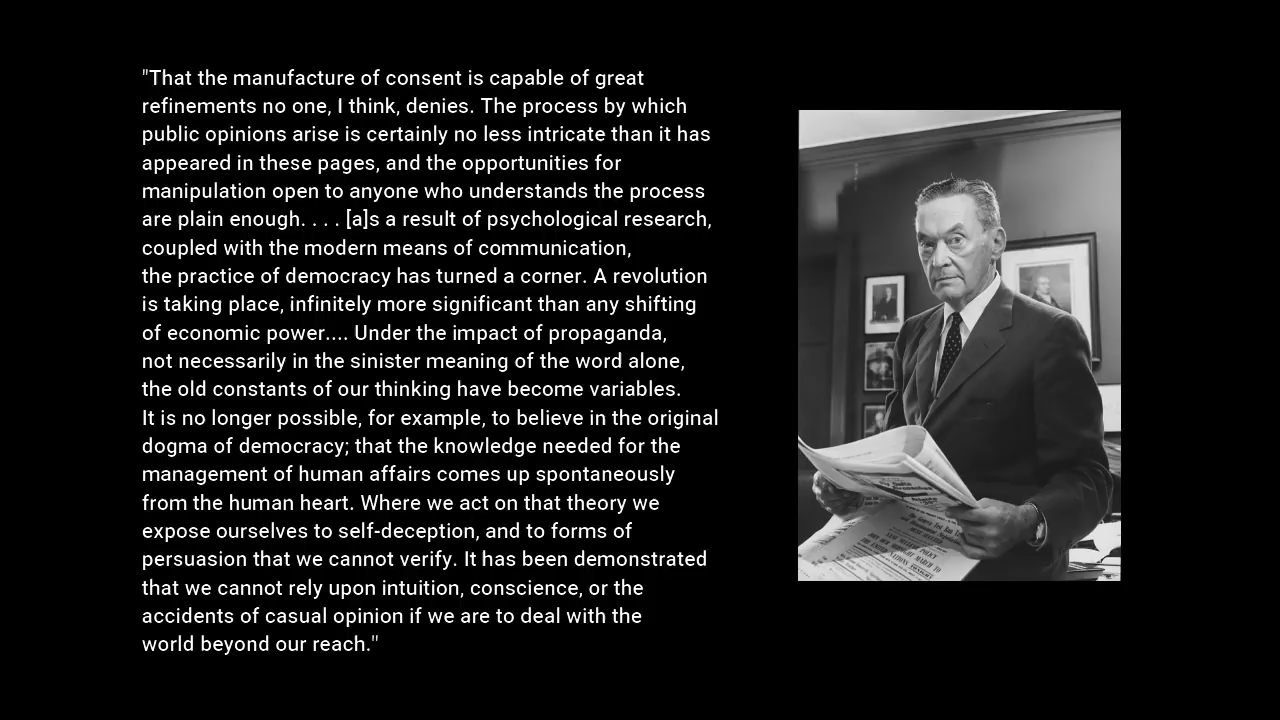 "That the manufacture of consent is capable of great
refinements no one, I think, denies. The process by which
public opinions arise is certainly no less intricate than it has
appeared in these pages, and the opportunities for
manipulation open to anyone who understands the process
are plain enough. . . . [a]s a result of psychological research,
coupled with the modern means of communication,
the practice of democracy has turned a corner. A revolution
is taking place, infinitely more significant than any shifting
of economic power.... Under the impact of propaganda,
not necessarily in the sinister meaning of the word alone,
the old constants of our thinking have become variables.
It is no longer possible, for example, to believe in the original
dogma of democracy; that the knowledge needed for the
management of human affairs comes up spontaneously
from the human heart. Where we act on that theory we
expose ourselves to self-deception, and to forms of
persuasion that we cannot verify. It has been demonstrated
that we cannot rely upon intuition, conscience, or the
accidents of casual opinion if we are to deal with the
world beyond our reach."